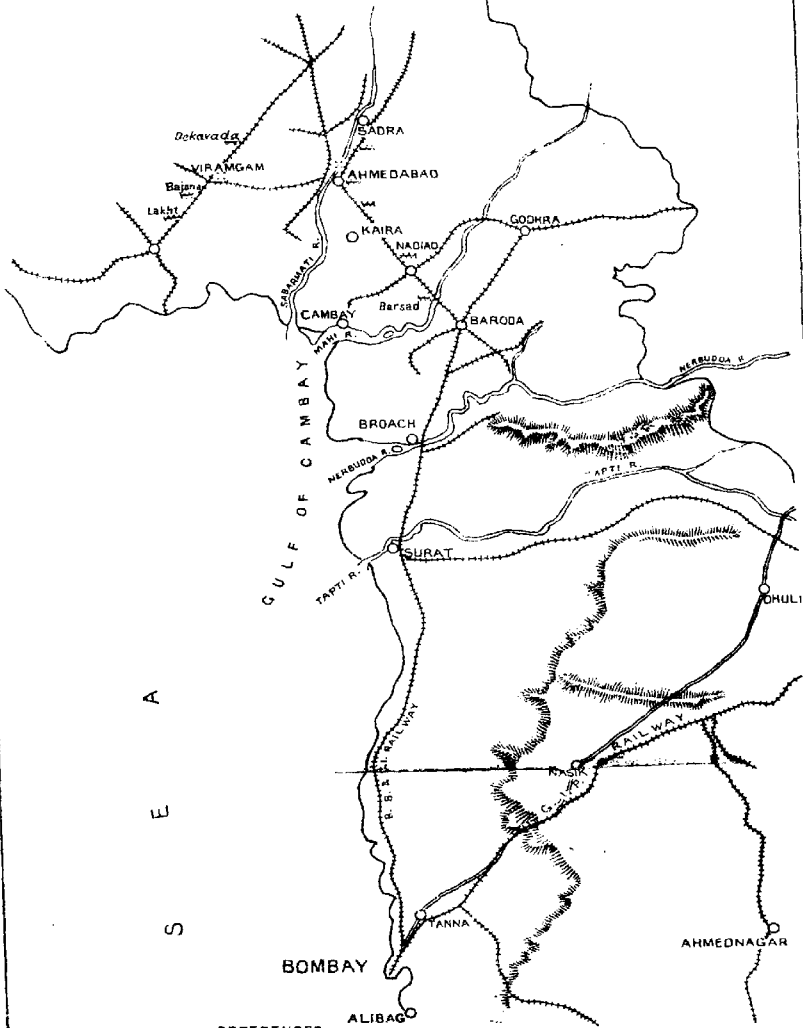 Dekavada
SADRA
VIRAMGAM
AHMEDABAD
Bajana
Lakht
KAIRA
GODHRA
NADIAD
SABARMATI R.
Barsad
CAMBAY
MAHI R.
BARODA
NERBUDDA R.
GULF OF CAMBAY
BROACH
NERBUDDA R.
TAPTI R.
SURAT
TAPTI R.
DHULI
SEA
B.B. & C.I. RAILWAY
NASIK
G.I.P. RAILWAY
TANNA
AHMEDNAGAR
BOMBAY
ALIBAG